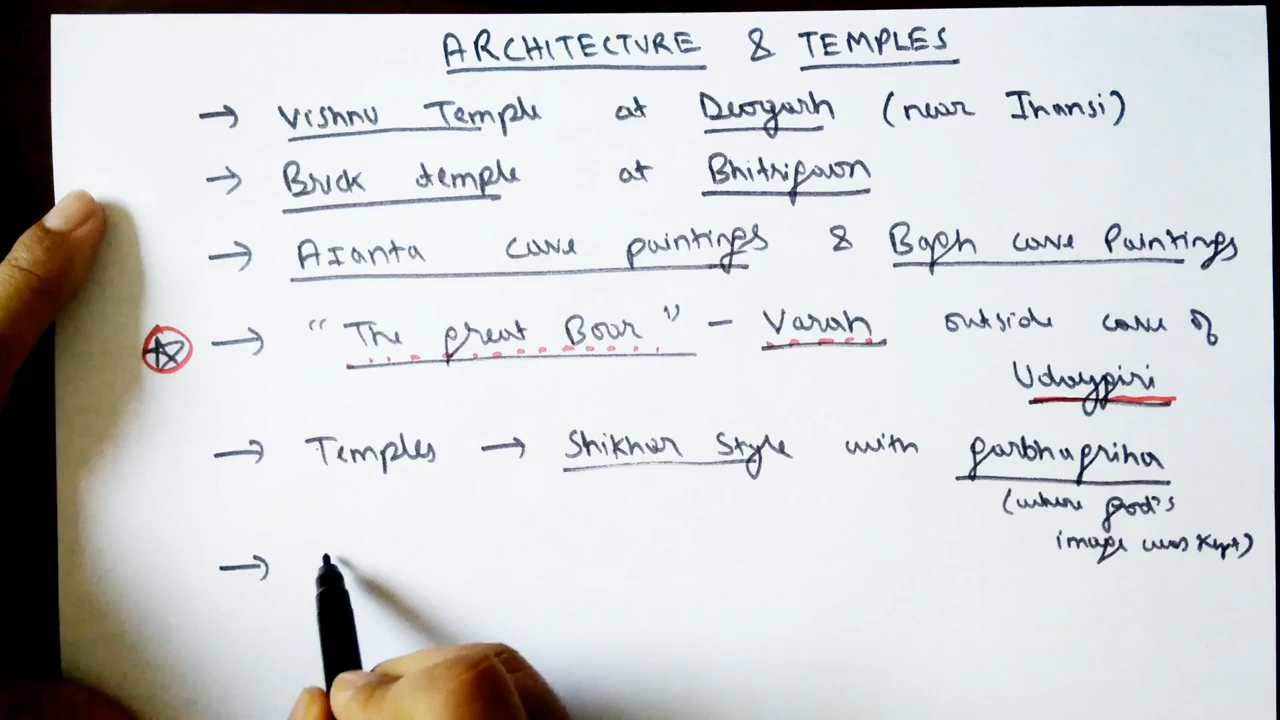 ARCHITECTURE & TEMPLES
→ Vishnu Temple at Deogarh (near Jhansi)
→ Brick temple at Bhitrigaon
→ Ajanta cave paintings & Bagh cave Paintings
→ "The great Boar" - Varah outside cave of
Udaygiri
→ Temples → Shikhar Style with garbhagriha
(where god's
image was kept)
→